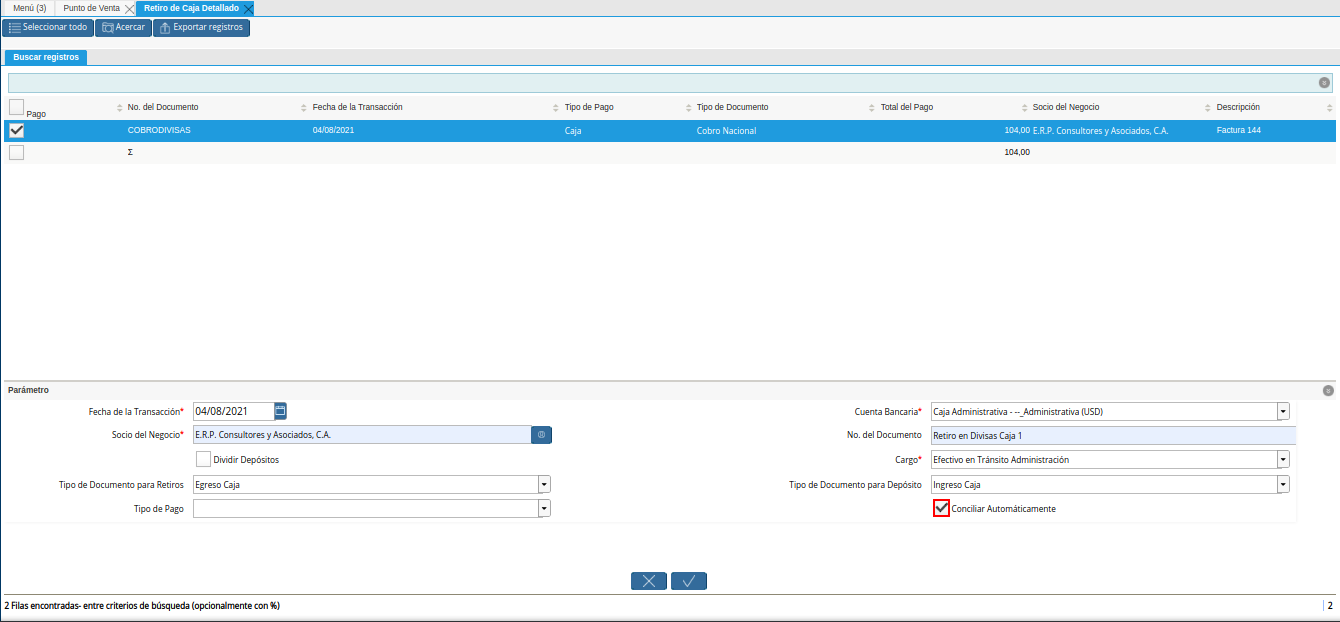 Menú (3) Punto de Venta Retiro de Caja Detallado
Seleccionar todo Acercar Exportar registros
Buscar registros
Pago No. del Documento Fecha de la Transacción Tipo de Pago Tipo de Documento Total del Pago Socio del Negocio Descripción
COBRODIVISAS 04/08/2021 Caja Cobro Nacional 104,00 E.R.P. Consultores y Asociados, C.A. Factura 144
Σ 104,00
Parámetro
Fecha de la Transacción* 04/08/2021 Cuenta Bancaria* Caja Administrativa - --_Administrativa (USD)
Socio del Negocio* E.R.P. Consultores y Asociados, C.A. No. del Documento Retiro en Divisas Caja 1
Dividir Depósitos Cargo* Efectivo en Tránsito Administración
Tipo de Documento para Retiros Egreso Caja Tipo de Documento para Depósito Ingreso Caja
Tipo de Pago Conciliar Automáticamente
2 Filas encontradas- entre criterios de búsqueda (opcionalmente con %) 2